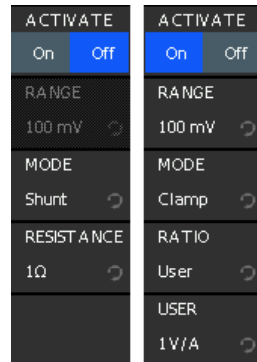 ACTIVATE
On Off
RANGE
100 mV
MODE
Shunt
RESISTANCE
1Ω
ACTIVATE
On Off
RANGE
100 mV
MODE
Clamp
RATIO
User
USER
1V/A